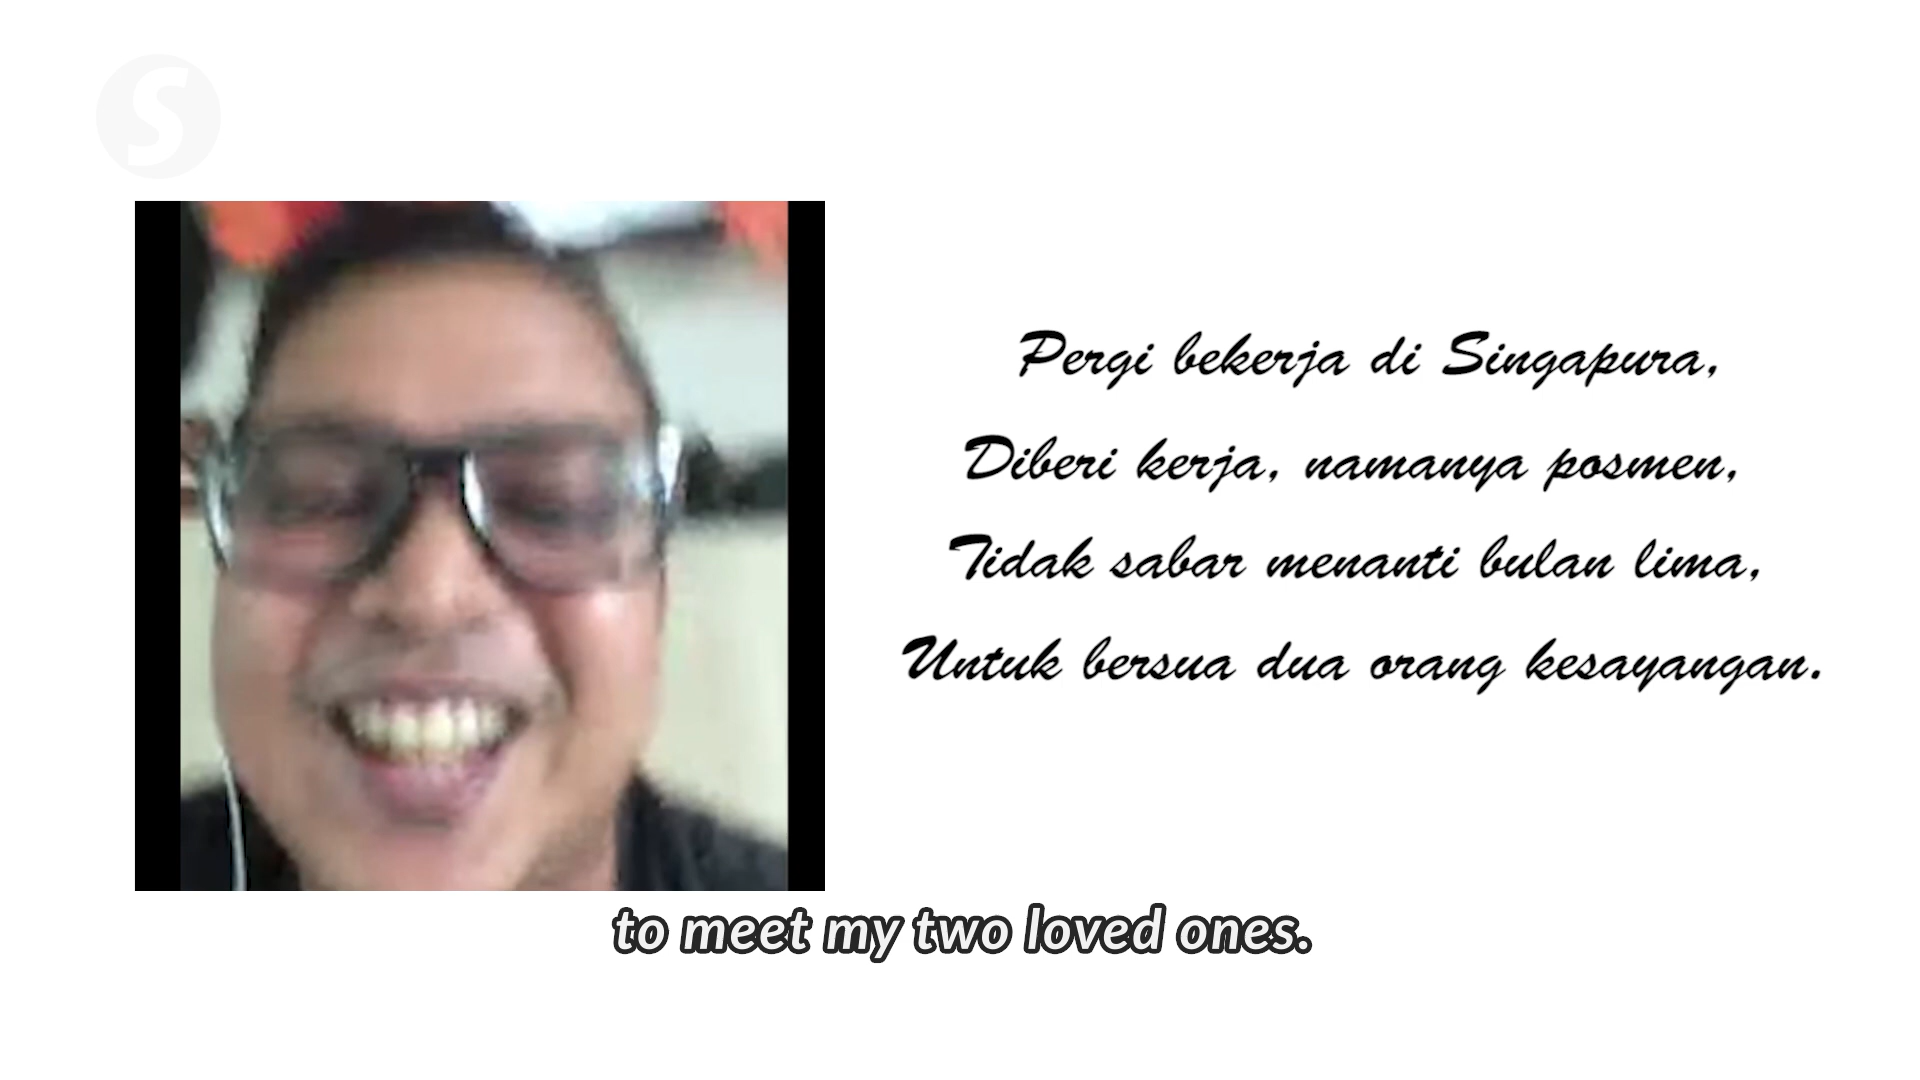 S
Pergi bekerja di Singapura,
Diberi kerja, namanya posmen,
Tidak sabar menanti bulan lima,
Untuk bersua dua orang kesayangan.
to meet my two loved ones.